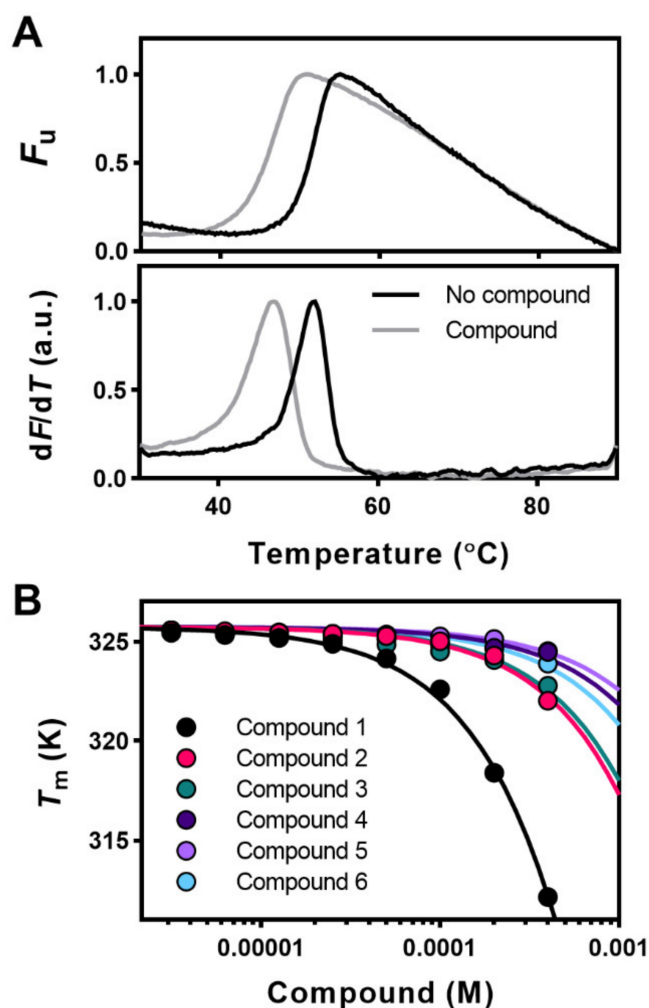 A
1.0
0.5
0.0
F_u
1.0
0.5
0.0
dF/dT (a.u.)
No compound
Compound
40
60
80
Temperature (°C)
B
325
320
315
T_m (K)
Compound 1
Compound 2
Compound 3
Compound 4
Compound 5
Compound 6
0.00001
0.0001
0.001
Compound (M)